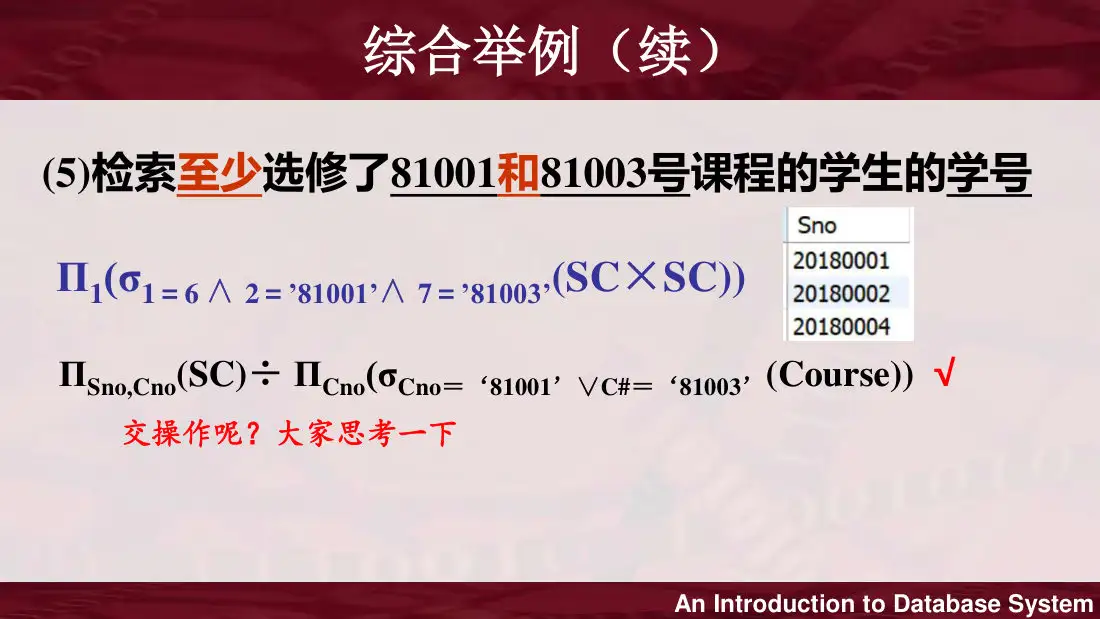 综合举例（续）
(5)检索至少选修了81001和81003号课程的学生的学号
Sno
20180001
20180002
20180004
Π1(σ1=6 ∧ 2=’81001’∧ 7=’81003’(SC×SC))
ΠSno,Cno(SC)÷ ΠCno(σCno=‘81001’∨C#=‘81003’(Course)) √
交操作呢？大家思考一下
An Introduction to Database System